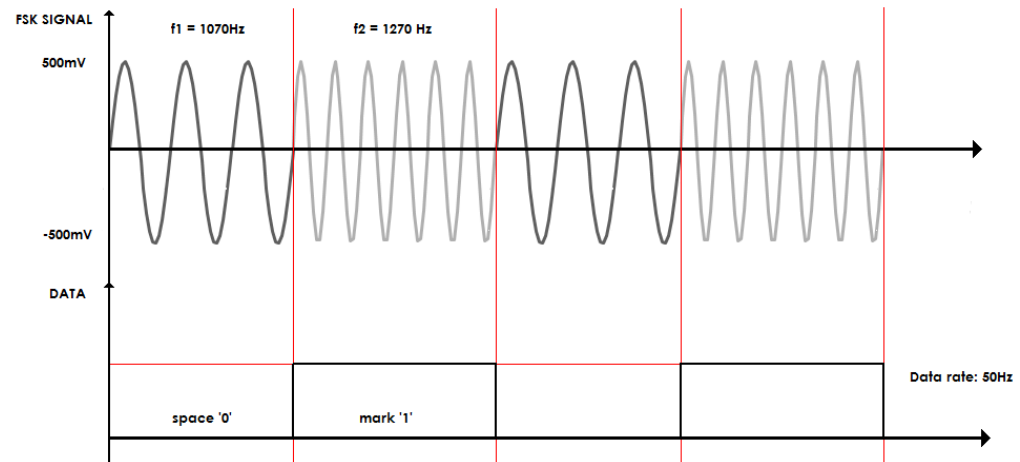 FSK SIGNAL
f1 = 1070Hz
f2 = 1270 Hz
500mV
-500mV
DATA
Data rate: 50Hz
space '0'
mark '1'